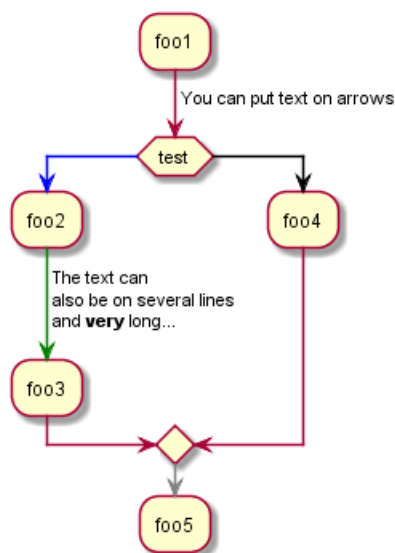 foo1
You can put text on arrows
test
foo2
foo4
The text can
also be on several lines
and very long...
foo3
foo5